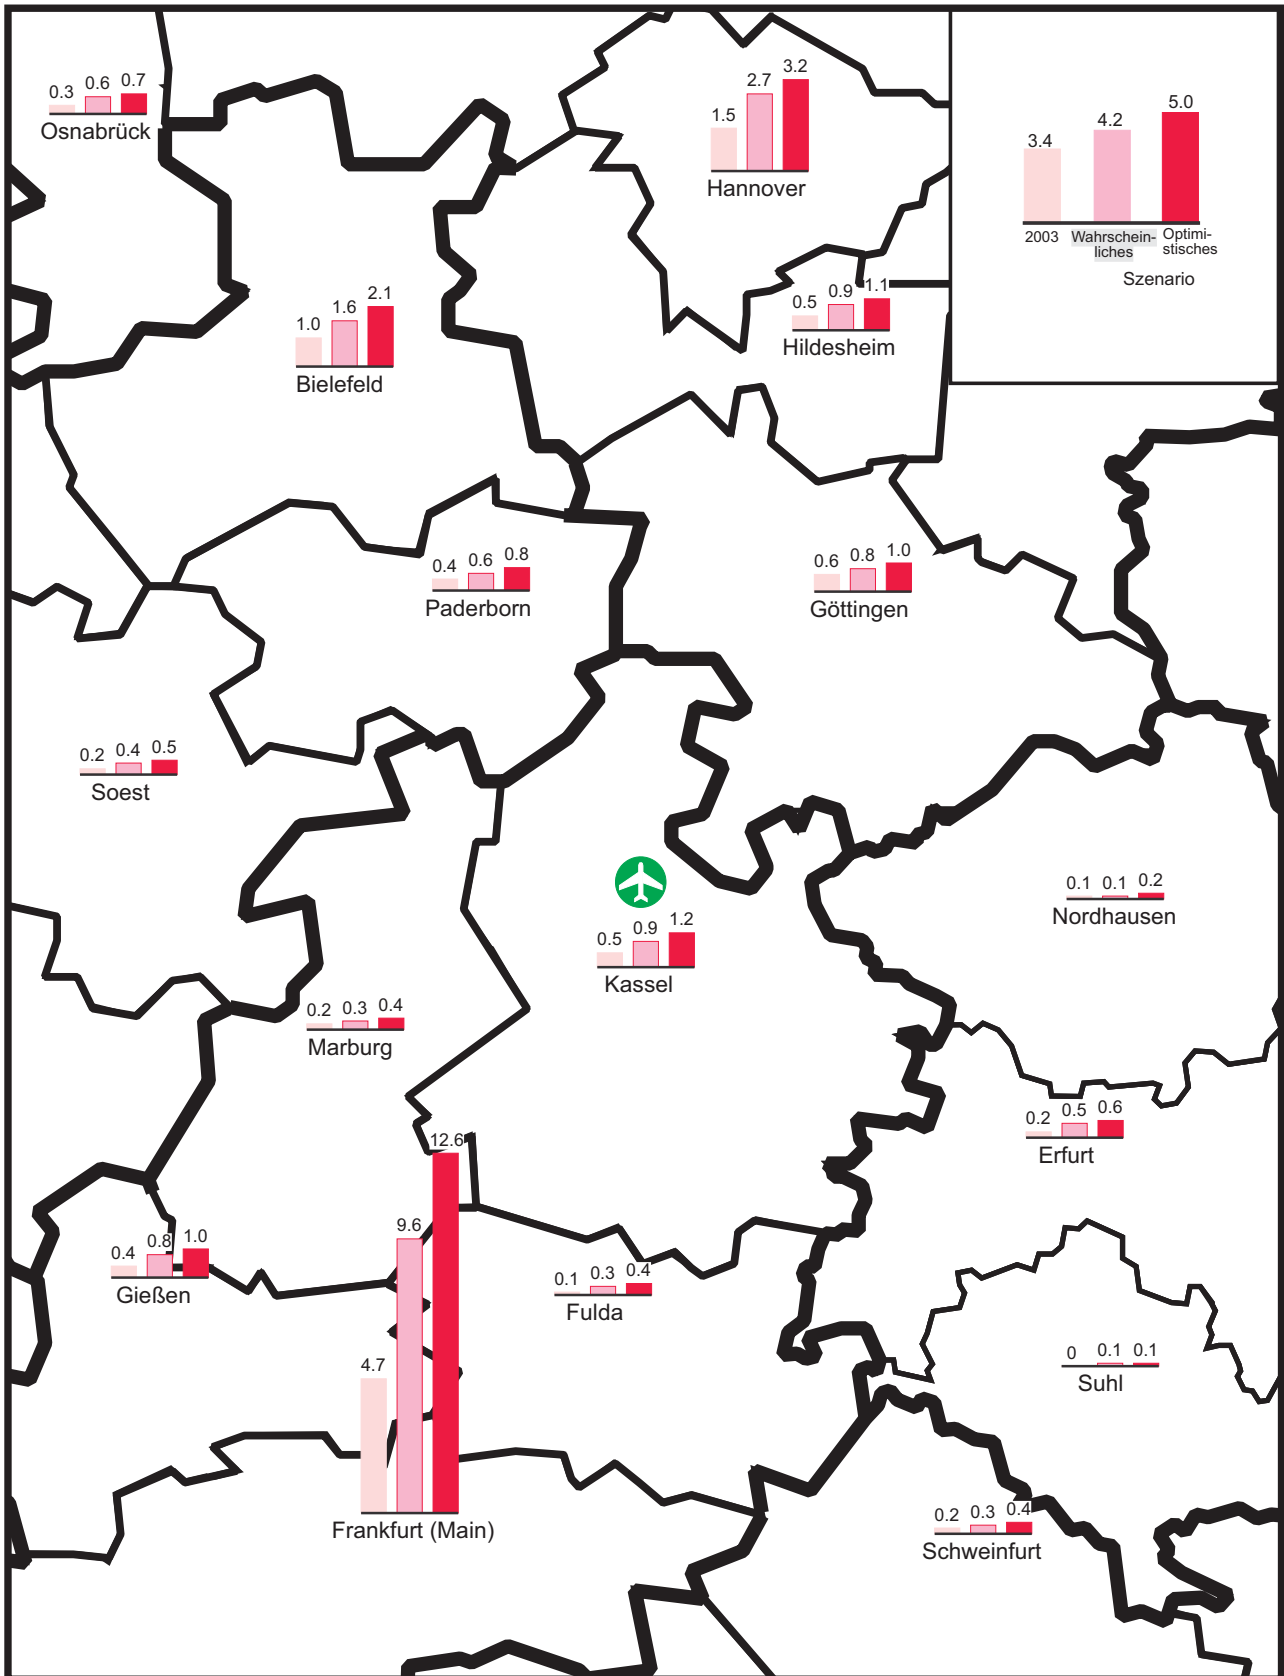 0.3 0.6 0.7
Osnabrück
1.5 2.7 3.2
Hannover
3.4 4.2 5.0
2003 Wahrschein- Optimi-
liches stisches
Szenario
0.5 0.9 1.1
Hildesheim
1.0 1.6 2.1
Bielefeld
0.4 0.6 0.8
Paderborn
0.6 0.8 1.0
Göttingen
0.2 0.4 0.5
Soest
0.1 0.1 0.2
Nordhausen
0.5 0.9 1.2
Kassel
0.2 0.3 0.4
Marburg
0.2 0.5 0.6
Erfurt
0.4 0.8 1.0
Gießen
0.1 0.3 0.4
Fulda
0 0.1 0.1
Suhl
4.7 9.6 12.6
Frankfurt (Main)
0.2 0.3 0.4
Schweinfurt